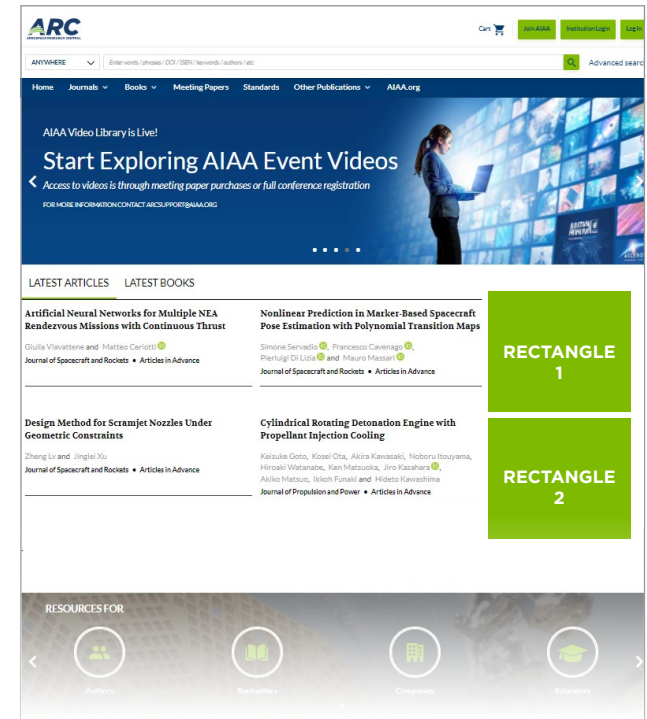 ARC
AEROSPACE RESEARCH CENTRAL
Cart
Join AIAA
Institution Login
Log In
ANYWHERE
Enter words / phrases / DOI / ISBN / keywords / authors / etc
Advanced searc
Home Journals Books Meeting Papers Standards Other Publications AIAA.org
AIAA Video Library is Live!
Start Exploring AIAA Event Videos
Access to videos is through meeting paper purchases or full conference registration
FOR MORE INFORMATION CONTACT ARCSUPPORT@AIAA.ORG
LATEST ARTICLES LATEST BOOKS
Artificial Neural Networks for Multiple NEA
Rendezvous Missions with Continuous Thrust
Giulia Viavattene and Matteo Ceriotti
Journal of Spacecraft and Rockets • Articles in Advance
Nonlinear Prediction in Marker-Based Spacecraft
Pose Estimation with Polynomial Transition Maps
Simone Servadio, Francesco Cavenago,
Pierluigi Di Lizia and Mauro Massari
Journal of Spacecraft and Rockets • Articles in Advance
RECTANGLE
1
Design Method for Scramjet Nozzles Under
Geometric Constraints
Zheng Lv and Jinglei Xu
Journal of Spacecraft and Rockets • Articles in Advance
Cylindrical Rotating Detonation Engine with
Propellant Injection Cooling
Keisuke Goto, Kosei Ota, Akira Kawasaki, Noboru Itouyama,
Hiroaki Watanabe, Ken Matsuoka, Jiro Kasahara,
Akiko Matsuo, Ikkoh Funaki and Hideto Kawashima
Journal of Propulsion and Power • Articles in Advance
RECTANGLE
2
RESOURCES FOR
Authors
Booksellers
Companies
Educators